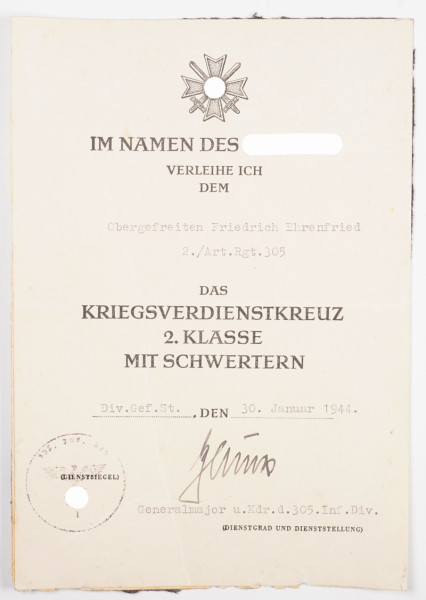 IM NAMEN DES
VERLEIHE ICH
DEM
Obergefreiten Friedrich Ehrenfried
2./Art.Rgt.305
DAS
KRIEGSVERDIENSTKREUZ
2. KLASSE
MIT SCHWERTERN
Div.Gef.St. , DEN 30. Januar 1944.
(DIENSTSIEGEL)
Generalmajor u.Kdr.d.305.Inf.Div.
(DIENSTGRAD UND DIENSTSTELLUNG)